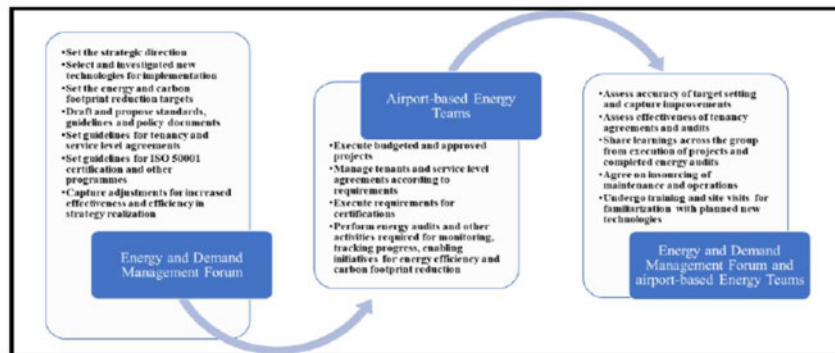 •Set the strategic direction
•Select and investigated new
technologies for implementation
•Set the energy and carbon
footprint reduction targets
•Draft and propose standards,
guidelines and policy documents
•Set guidelines for tenancy and
service level agreements
•Set guidelines for ISO 50001
certification and other
programmes
•Capture adjustments for increased
effectiveness and efficiency in
strategy realization
Energy and Demand
Management Forum
Airport-based Energy
Teams
•Execute budgeted and approved
projects
•Manage tenants and service level
agreements according to
requirements
•Execute requirements for
certifications
•Perform energy audits and other
activities required for monitoring,
tracking progress, enabling
initiatives for energy efficiency and
carbon footprint reduction
•Assess accuracy of target setting
and capture improvements
•Assess effectiveness of tenancy
agreements and audits
•Share learnings across the group
from execution of projects and
completed energy audits
•Agree on insourcing of
maintenance and operations
•Undergo training and site visits for
familiarization with planned new
technologies
Energy and Demand
Management Forum and
airport-based Energy Teams